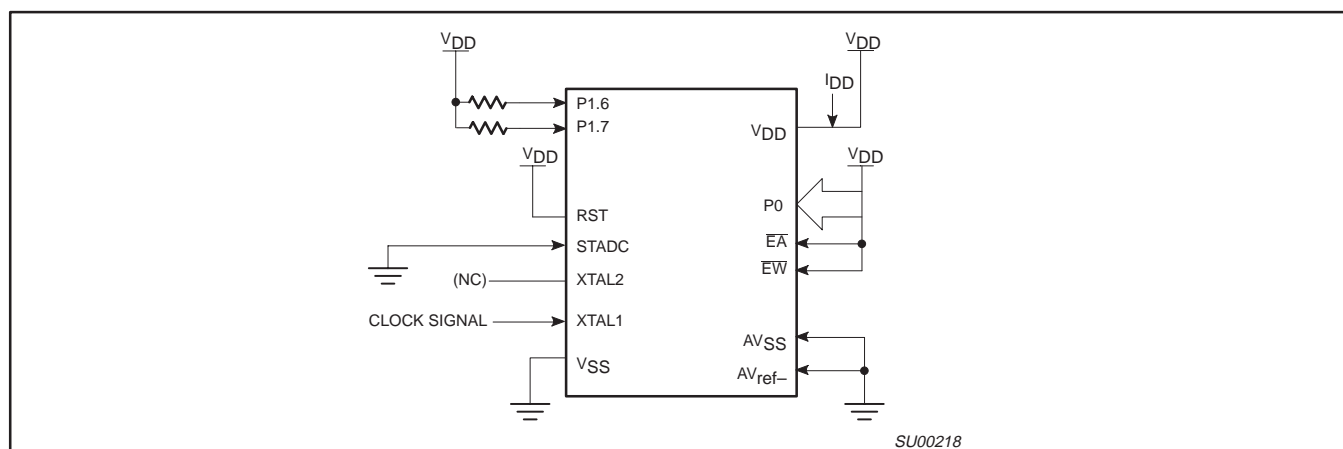 VDD
VDD
IDD
P1.6
P1.7
VDD
VDD
VDD
P0
RST
EA
STADC
EW
(NC)
XTAL2
CLOCK SIGNAL
XTAL1
AVSS
VSS
AVref–
SU00218